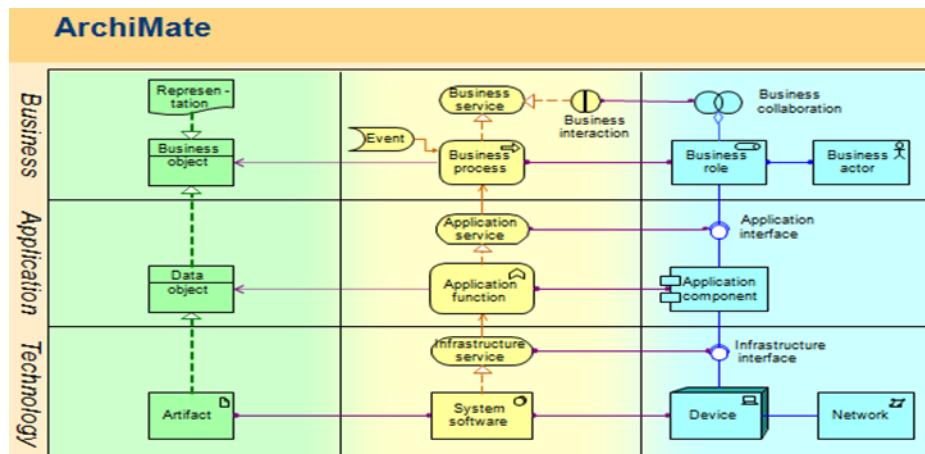 ArchiMate
Business
Represen -
tation
Business
object
Business
service
Business
interaction
Event
Business
process
Business
collaboration
Business
role
Business
actor
Application
Data
object
Application
service
Application
function
Application
interface
Application
component
Technology
Artifact
Infrastructure
service
System
software
Infrastructure
interface
Device
Network